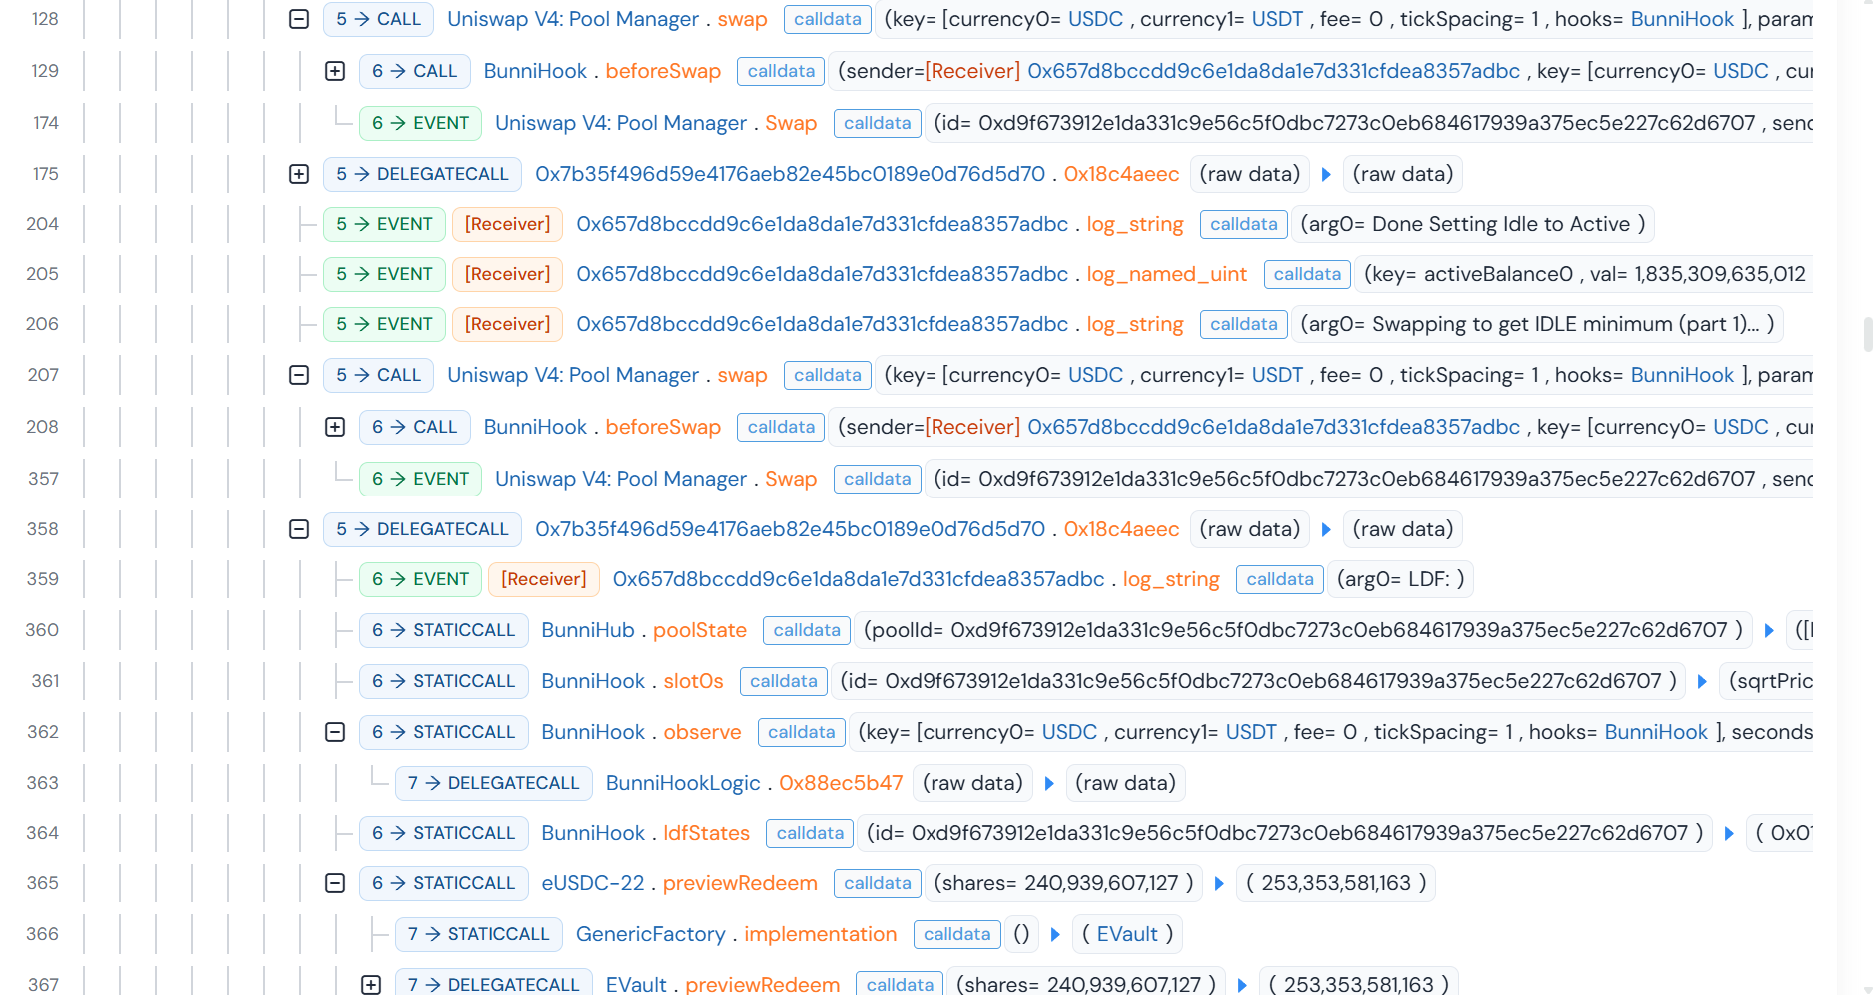 128 5 → CALL Uniswap V4: Pool Manager . swap calldata (key= [currency0= USDC , currency1= USDT , fee= 0 , tickSpacing= 1 , hooks= BunniHook ], param
129 6 → CALL BunniHook . beforeSwap calldata (sender=[Receiver] 0x657d8bccdd9c6e1da8da1e7d331cfdea8357adbc , key= [currency0= USDC , cur
174 6 → EVENT Uniswap V4: Pool Manager . Swap calldata (id= 0xd9f673912e1da331c9e56c5f0dbc7273c0eb684617939a375ec5e227c62d6707 , send
175 5 → DELEGATECALL 0x7b35f496d59e4176aeb82e45bc0189e0d76d5d70 . 0x18c4aeec (raw data) (raw data)
204 5 → EVENT [Receiver] 0x657d8bccdd9c6e1da8da1e7d331cfdea8357adbc . log_string calldata (arg0= Done Setting Idle to Active )
205 5 → EVENT [Receiver] 0x657d8bccdd9c6e1da8da1e7d331cfdea8357adbc . log_named_uint calldata (key= activeBalance0 , val= 1,835,309,635,012
206 5 → EVENT [Receiver] 0x657d8bccdd9c6e1da8da1e7d331cfdea8357adbc . log_string calldata (arg0= Swapping to get IDLE minimum (part 1)... )
207 5 → CALL Uniswap V4: Pool Manager . swap calldata (key= [currency0= USDC , currency1= USDT , fee= 0 , tickSpacing= 1 , hooks= BunniHook ], param
208 6 → CALL BunniHook . beforeSwap calldata (sender=[Receiver] 0x657d8bccdd9c6e1da8da1e7d331cfdea8357adbc , key= [currency0= USDC , cur
357 6 → EVENT Uniswap V4: Pool Manager . Swap calldata (id= 0xd9f673912e1da331c9e56c5f0dbc7273c0eb684617939a375ec5e227c62d6707 , send
358 5 → DELEGATECALL 0x7b35f496d59e4176aeb82e45bc0189e0d76d5d70 . 0x18c4aeec (raw data) (raw data)
359 6 → EVENT [Receiver] 0x657d8bccdd9c6e1da8da1e7d331cfdea8357adbc . log_string calldata (arg0= LDF: )
360 6 → STATICCALL BunniHub . poolState calldata (poolId= 0xd9f673912e1da331c9e56c5f0dbc7273c0eb684617939a375ec5e227c62d6707 ) ([
361 6 → STATICCALL BunniHook . slot0s calldata (id= 0xd9f673912e1da331c9e56c5f0dbc7273c0eb684617939a375ec5e227c62d6707 ) (sqrtPric
362 6 → STATICCALL BunniHook . observe calldata (key= [currency0= USDC , currency1= USDT , fee= 0 , tickSpacing= 1 , hooks= BunniHook ], seconds
363 7 → DELEGATECALL BunniHookLogic . 0x88ec5b47 (raw data) (raw data)
364 6 → STATICCALL BunniHook . ldfStates calldata (id= 0xd9f673912e1da331c9e56c5f0dbc7273c0eb684617939a375ec5e227c62d6707 ) ( 0x01
365 6 → STATICCALL eUSDC-22 . previewRedeem calldata (shares= 240,939,607,127 ) ( 253,353,581,163 )
366 7 → STATICCALL GenericFactory . implementation calldata () ( EVault )
367 7 → DELEGATECALL EVault . previewRedeem calldata (shares= 240,939,607,127 ) ( 253,353,581,163 )